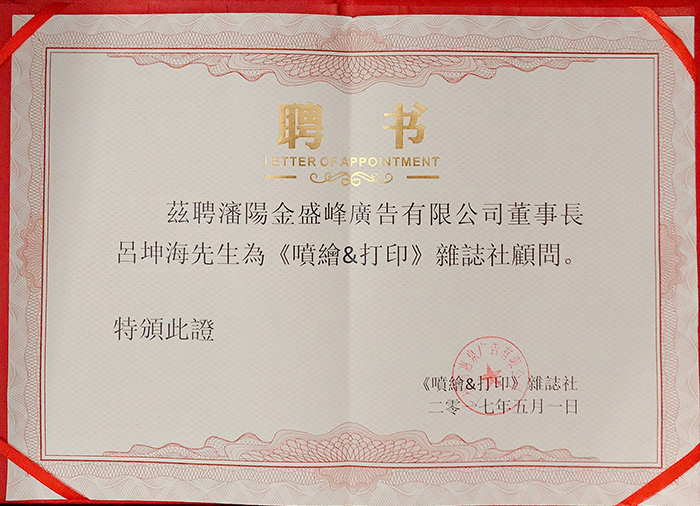 聘书
LETTER OF APPOINTMENT
茲聘瀋陽金盛峰廣告有限公司董事長
呂坤海先生為《噴繪&打印》雜誌社顧問。
特頒此證
《噴繪&打印》雜誌社
二零一七年五月一日